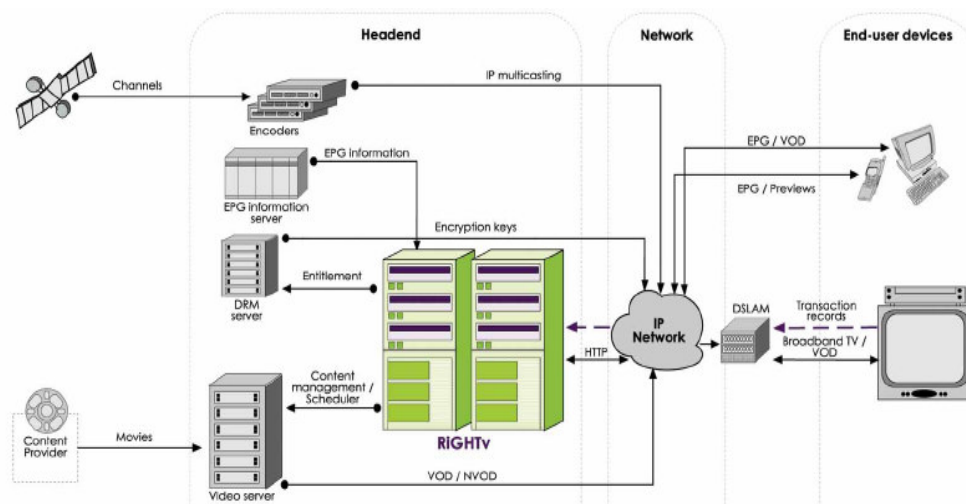 Headend
Network
End-user devices
Channels
IP multicasting
Encoders
EPG information
EPG / VOD
EPG / Previews
EPG information
server
Encryption keys
Entitlement
DRM
server
IP
Network
DSLAM
Transaction
records
Broadband TV /
VOD
HTTP
Content
management /
Scheduler
RiGHTv
Content
Provider
Movies
VOD / NVOD
Video server